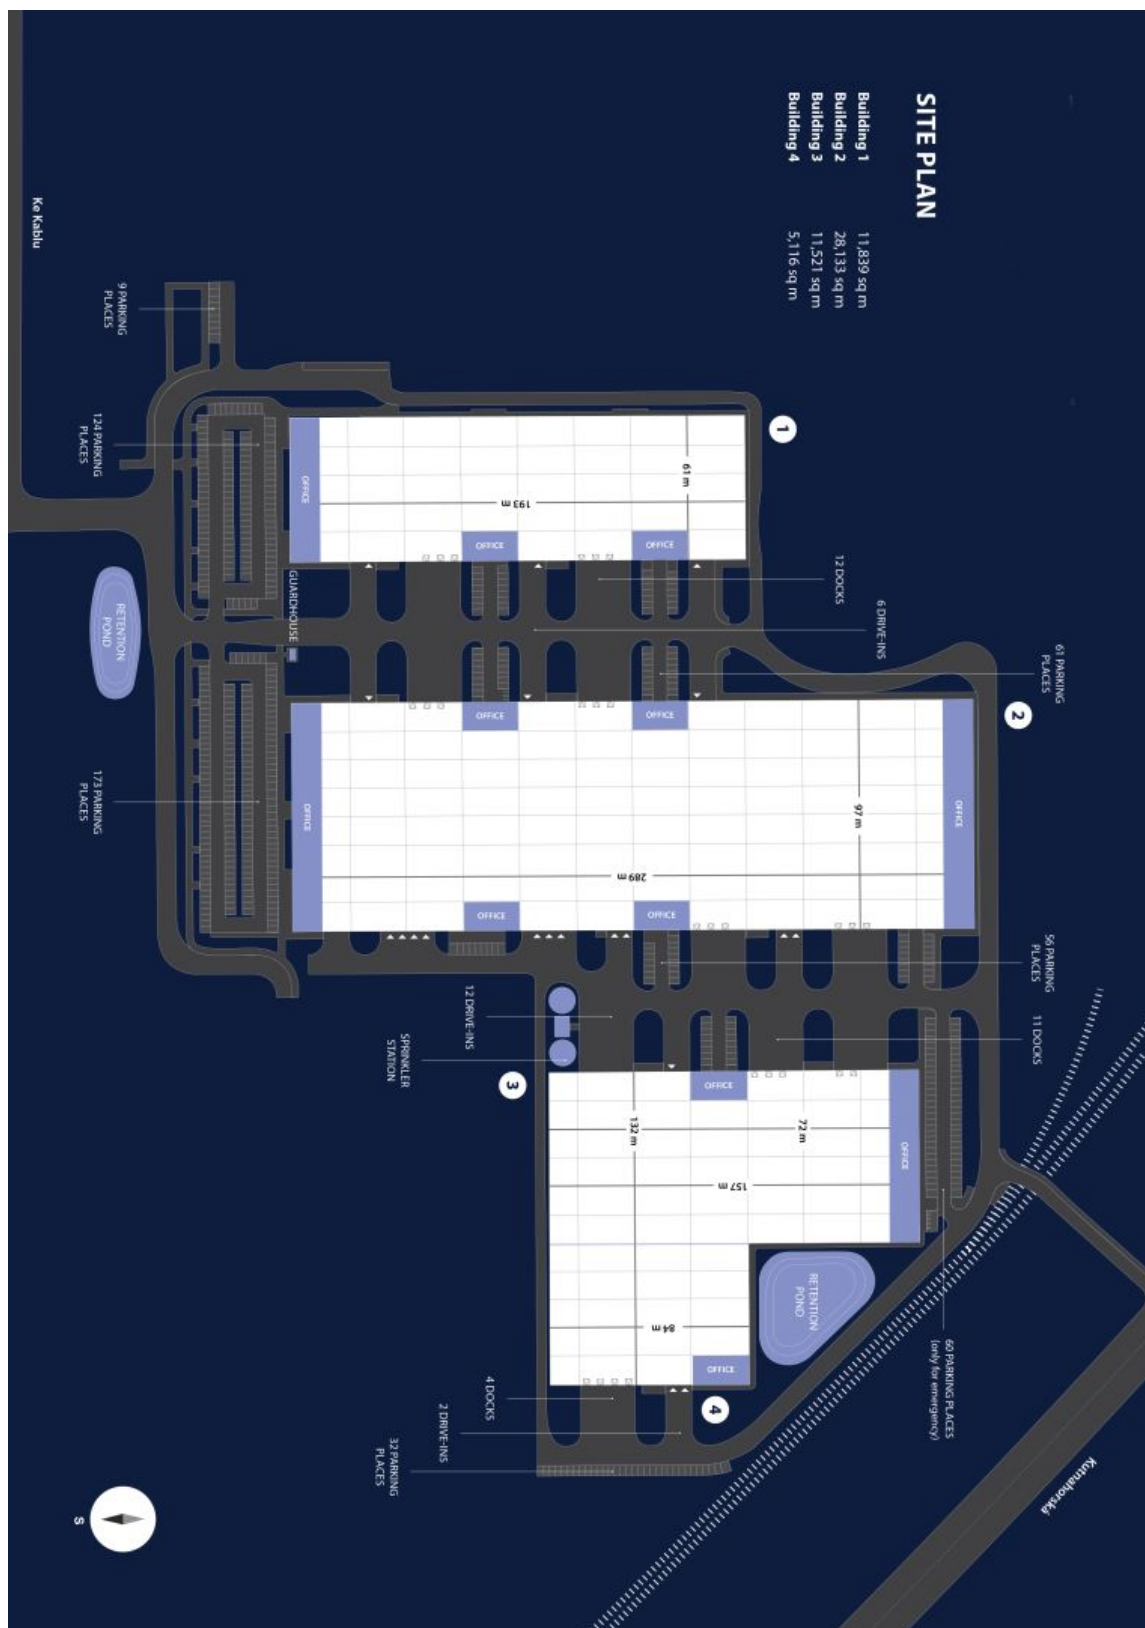 SITE PLAN
Building 1 11,839 sq m
Building 2 28,133 sq m
Building 3 11,521 sq m
Building 4 5,116 sq m
Ke Kablu
9 PARKING
PLACES
124 PARKING
PLACES
RETENTION
POND
173 PARKING
PLACES
GUARDHOUSE
1
OFFICE
OFFICE
OFFICE
61 m
193 m
12 DOCKS
6 DRIVE-INS
61 PARKING
PLACES
2
OFFICE
OFFICE
OFFICE
OFFICE
OFFICE
OFFICE
97 m
289 m
56 PARKING
PLACES
11 DOCKS
12 DRIVE-INS
SPRINKLER
STATION
3
OFFICE
OFFICE
132 m
72 m
157 m
RETENTION
POND
84 m
OFFICE
4
4 DOCKS
2 DRIVE-INS
32 PARKING
PLACES
60 PARKING PLACES
(only for emergency)
Kutnahorská
S